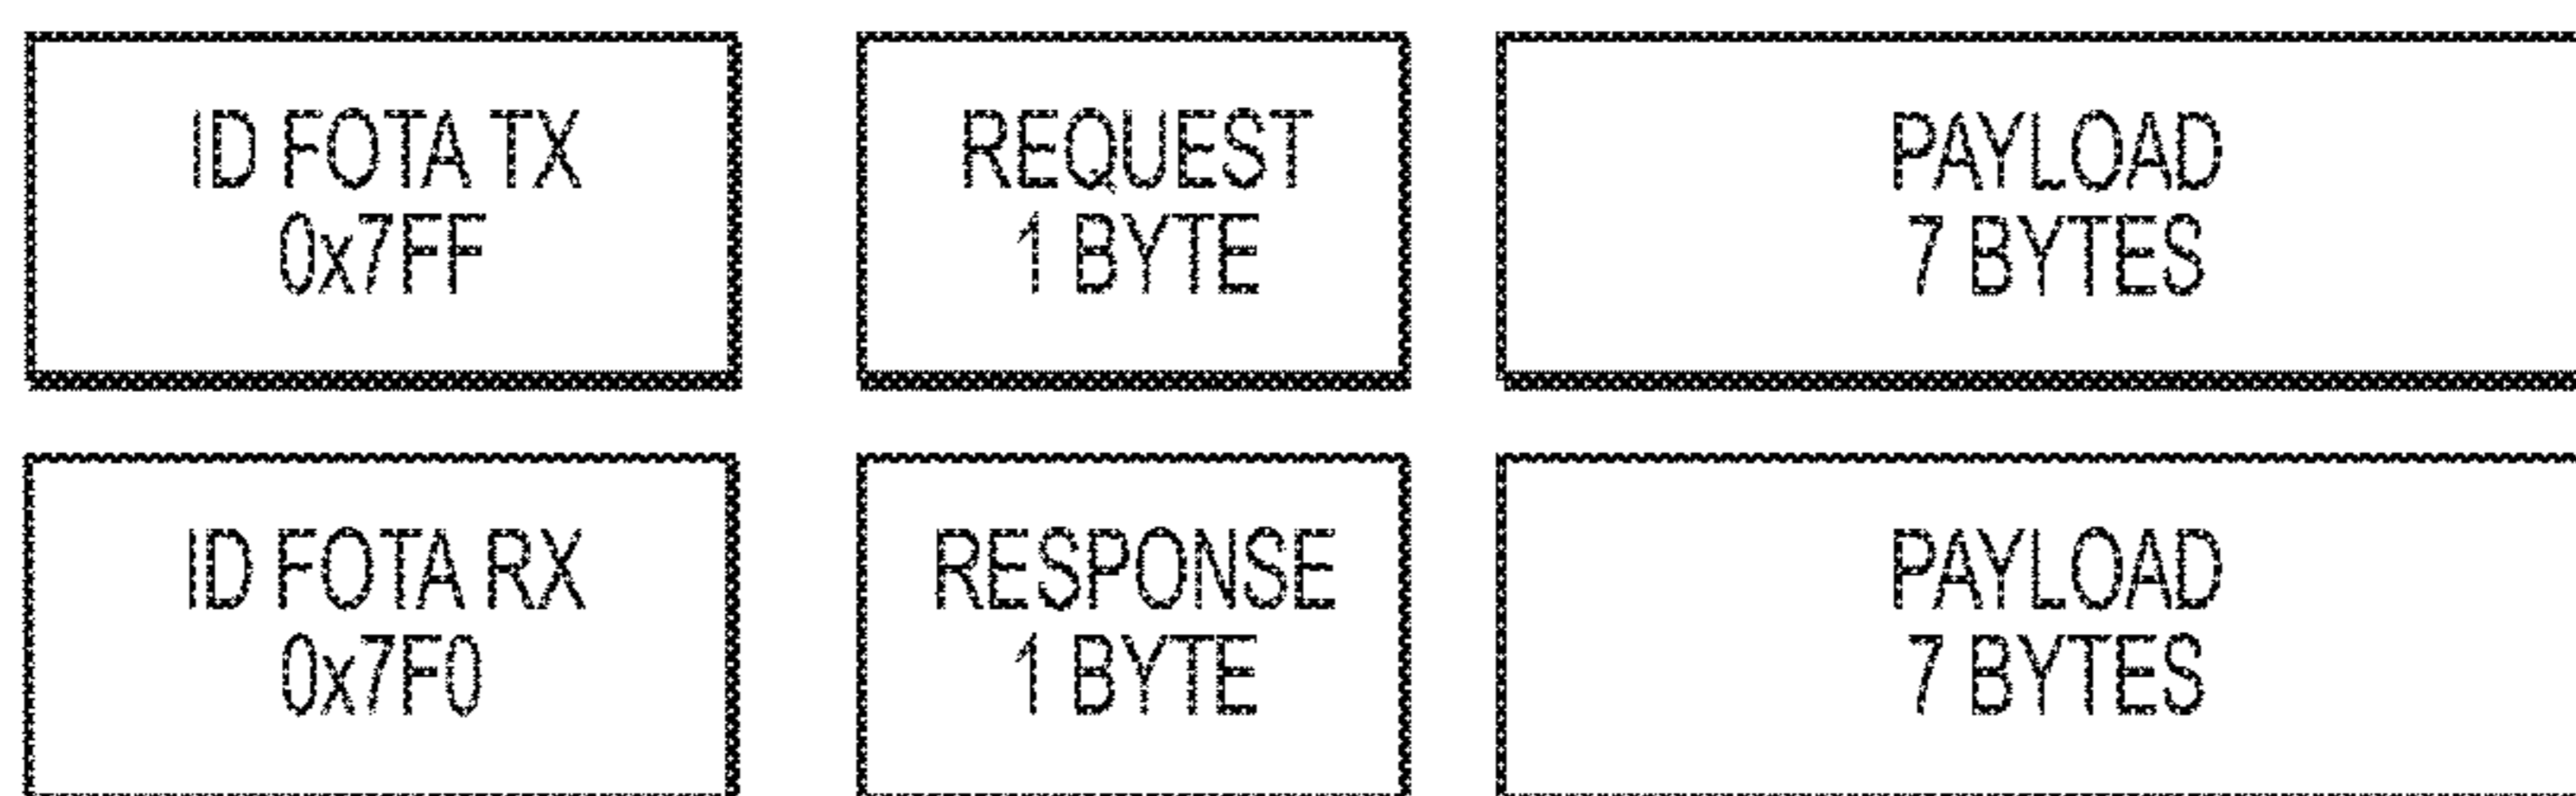 ID FOTA TX
0x7FF
REQUEST
1 BYTE
PAYLOAD
7 BYTES
ID FOTA RX
0x7F0
RESPONSE
1 BYTE
PAYLOAD
7 BYTES